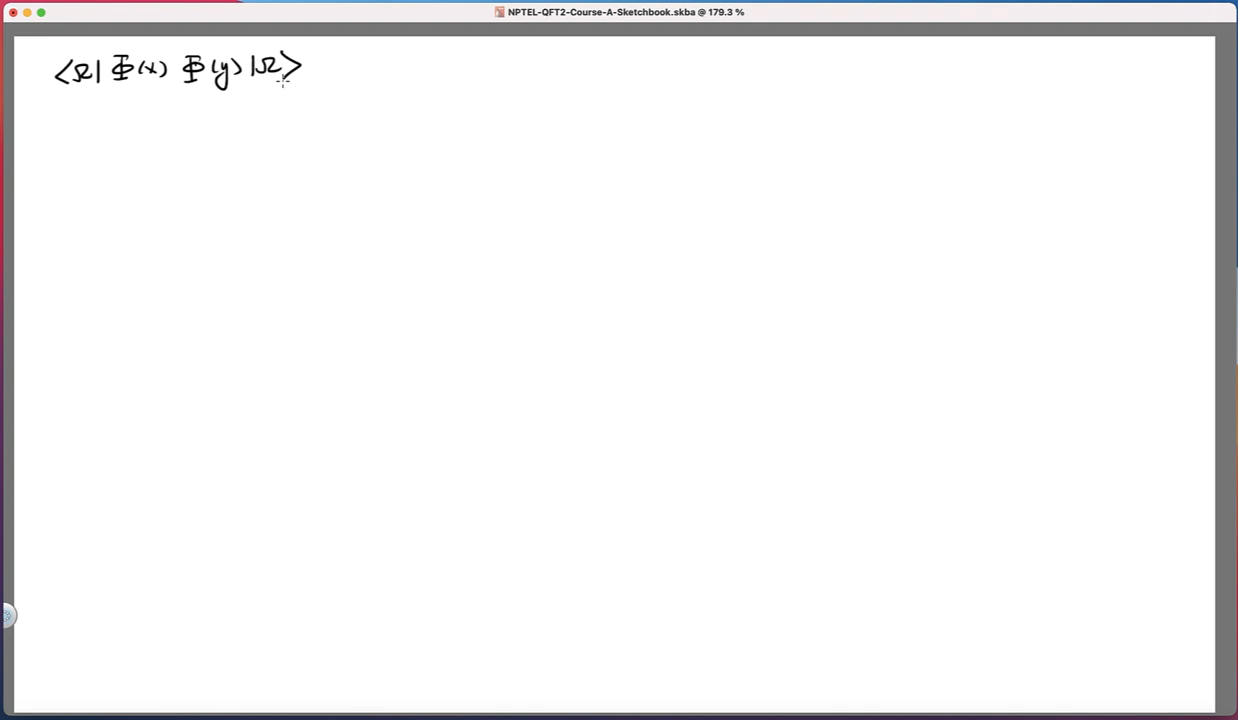 NPTEL-QFT2-Course-A-Sketchbook.skba @ 179.3 %
<Ω| Φ(x) Φ(y) |Ω>